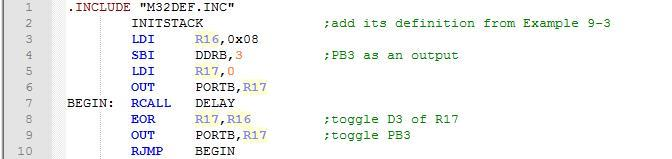 1 .INCLUDE "M32DEF.INC"
2 INITSTACK ;add its definition from Example 9-3
3 LDI R16,0x08
4 SBI DDRB,3 ;PB3 as an output
5 LDI R17,0
6 OUT PORTB,R17
7 BEGIN: RCALL DELAY
8 EOR R17,R16 ;toggle D3 of R17
9 OUT PORTB,R17 ;toggle PB3
10 RJMP BEGIN